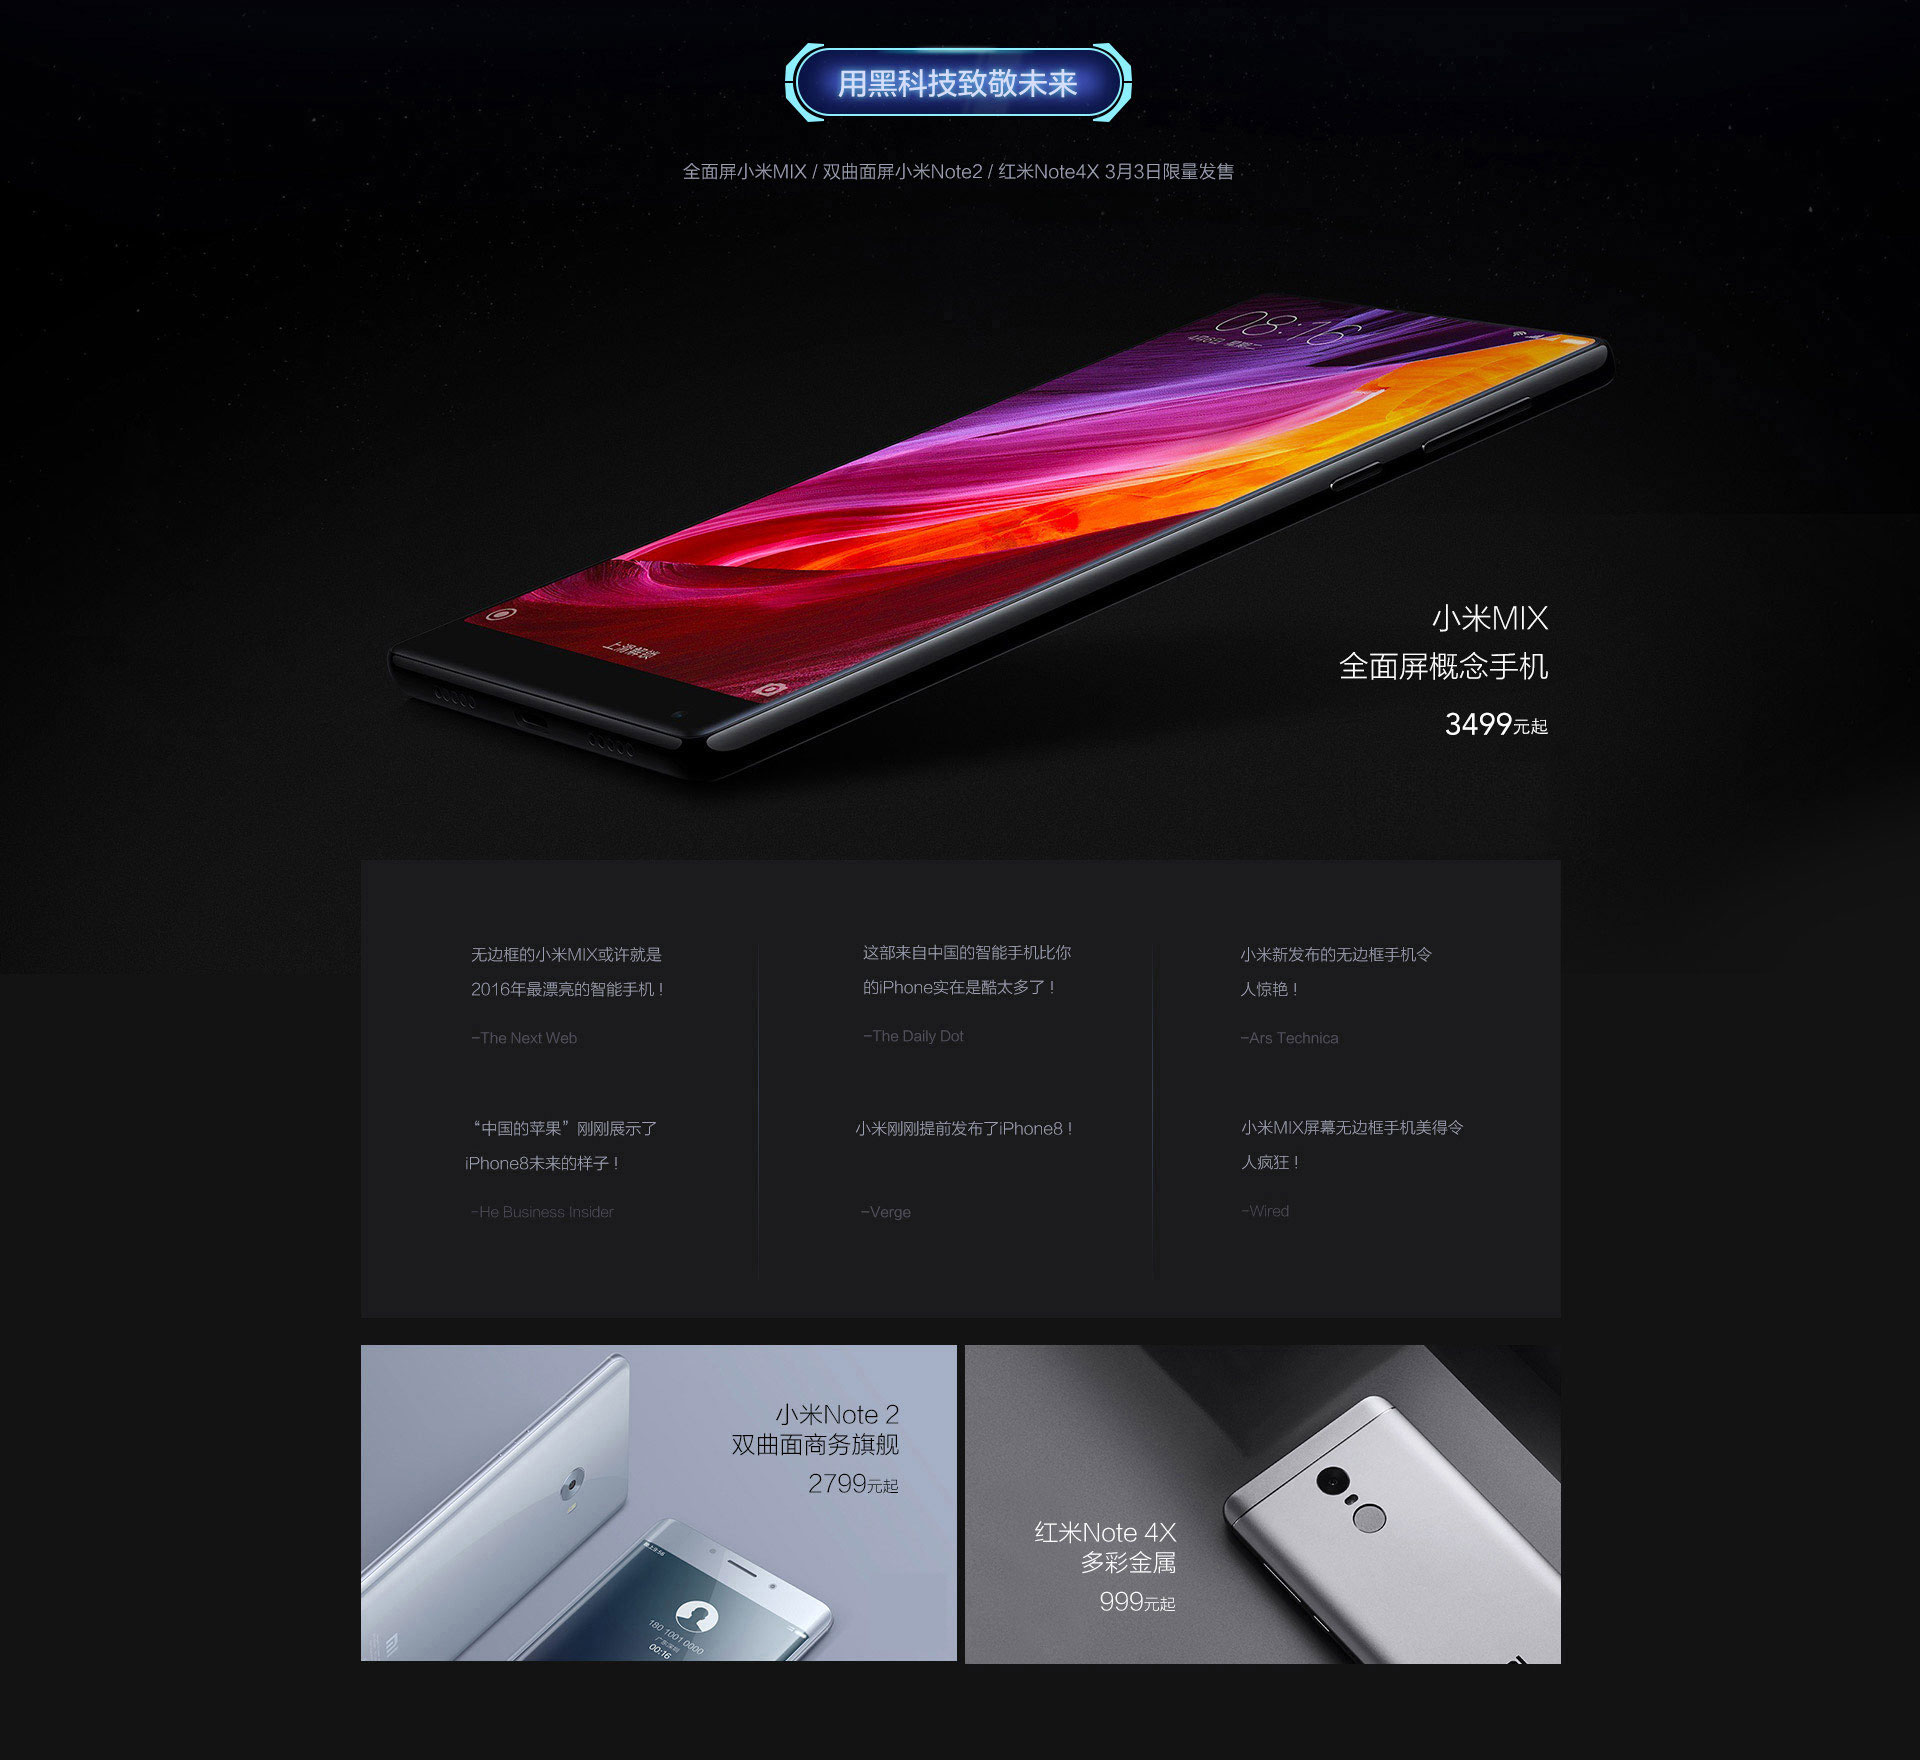 用黑科技致敬未来
全面屏小米MIX / 双曲面屏小米Note2 / 红米Note4X 3月3日限量发售
08:16
上滑解锁
小米MIX
全面屏概念手机
3499元起
无边框的小米MIX或许就是
2016年最漂亮的智能手机！
-The Next Web
这部来自中国的智能手机比你
的iPhone实在是酷太多了！
-The Daily Dot
小米新发布的无边框手机令
人惊艳！
-Ars Technica
“中国的苹果”刚刚展示了
iPhone8未来的样子！
-He Business Insider
小米刚刚提前发布了iPhone8！
-Verge
小米MIX屏幕无边框手机美得令
人疯狂！
-Wired
小米Note 2
双曲面商务旗舰
2799元起
180 1001 0000
00:16
红米Note 4X
多彩金属
999元起